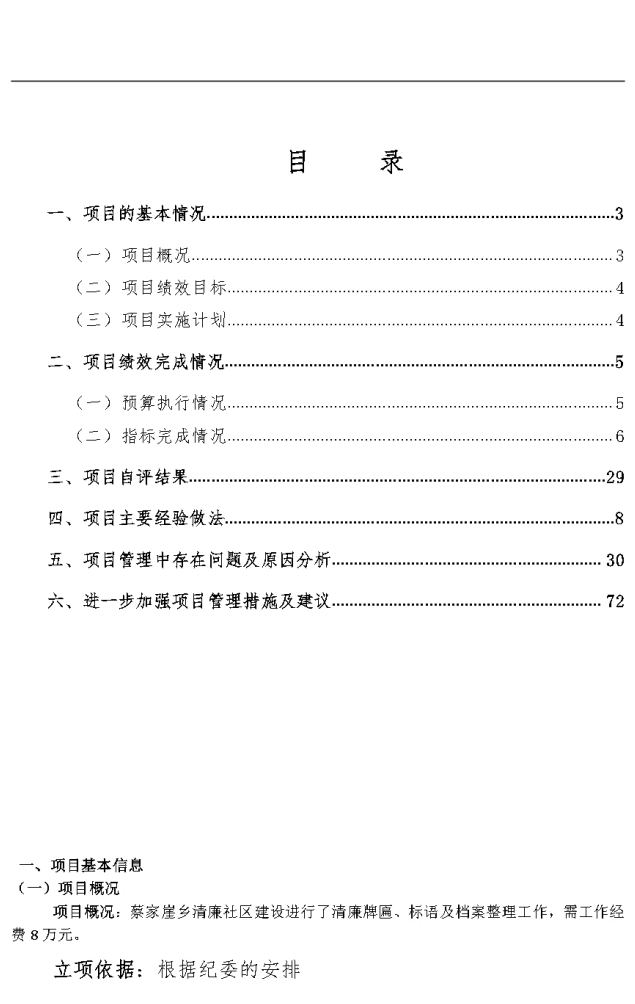 目 录
一、项目的基本情况........3
（一）项目概况........3
（二）项目绩效目标........4
（三）项目实施计划........4
二、项目绩效完成情况........5
（一）预算执行情况........5
（二）指标完成情况........6
三、项目自评结果........29
四、项目主要经验做法........8
五、项目管理中存在问题及原因分析........30
六、进一步加强项目管理措施及建议........72
一、项目基本信息
（一）项目概况
项目概况：蔡家崖乡清廉社区建设进行了清廉牌匾、标语及档案整理工作，需工作经
费 8 万元。
立项依据：根据纪委的安排